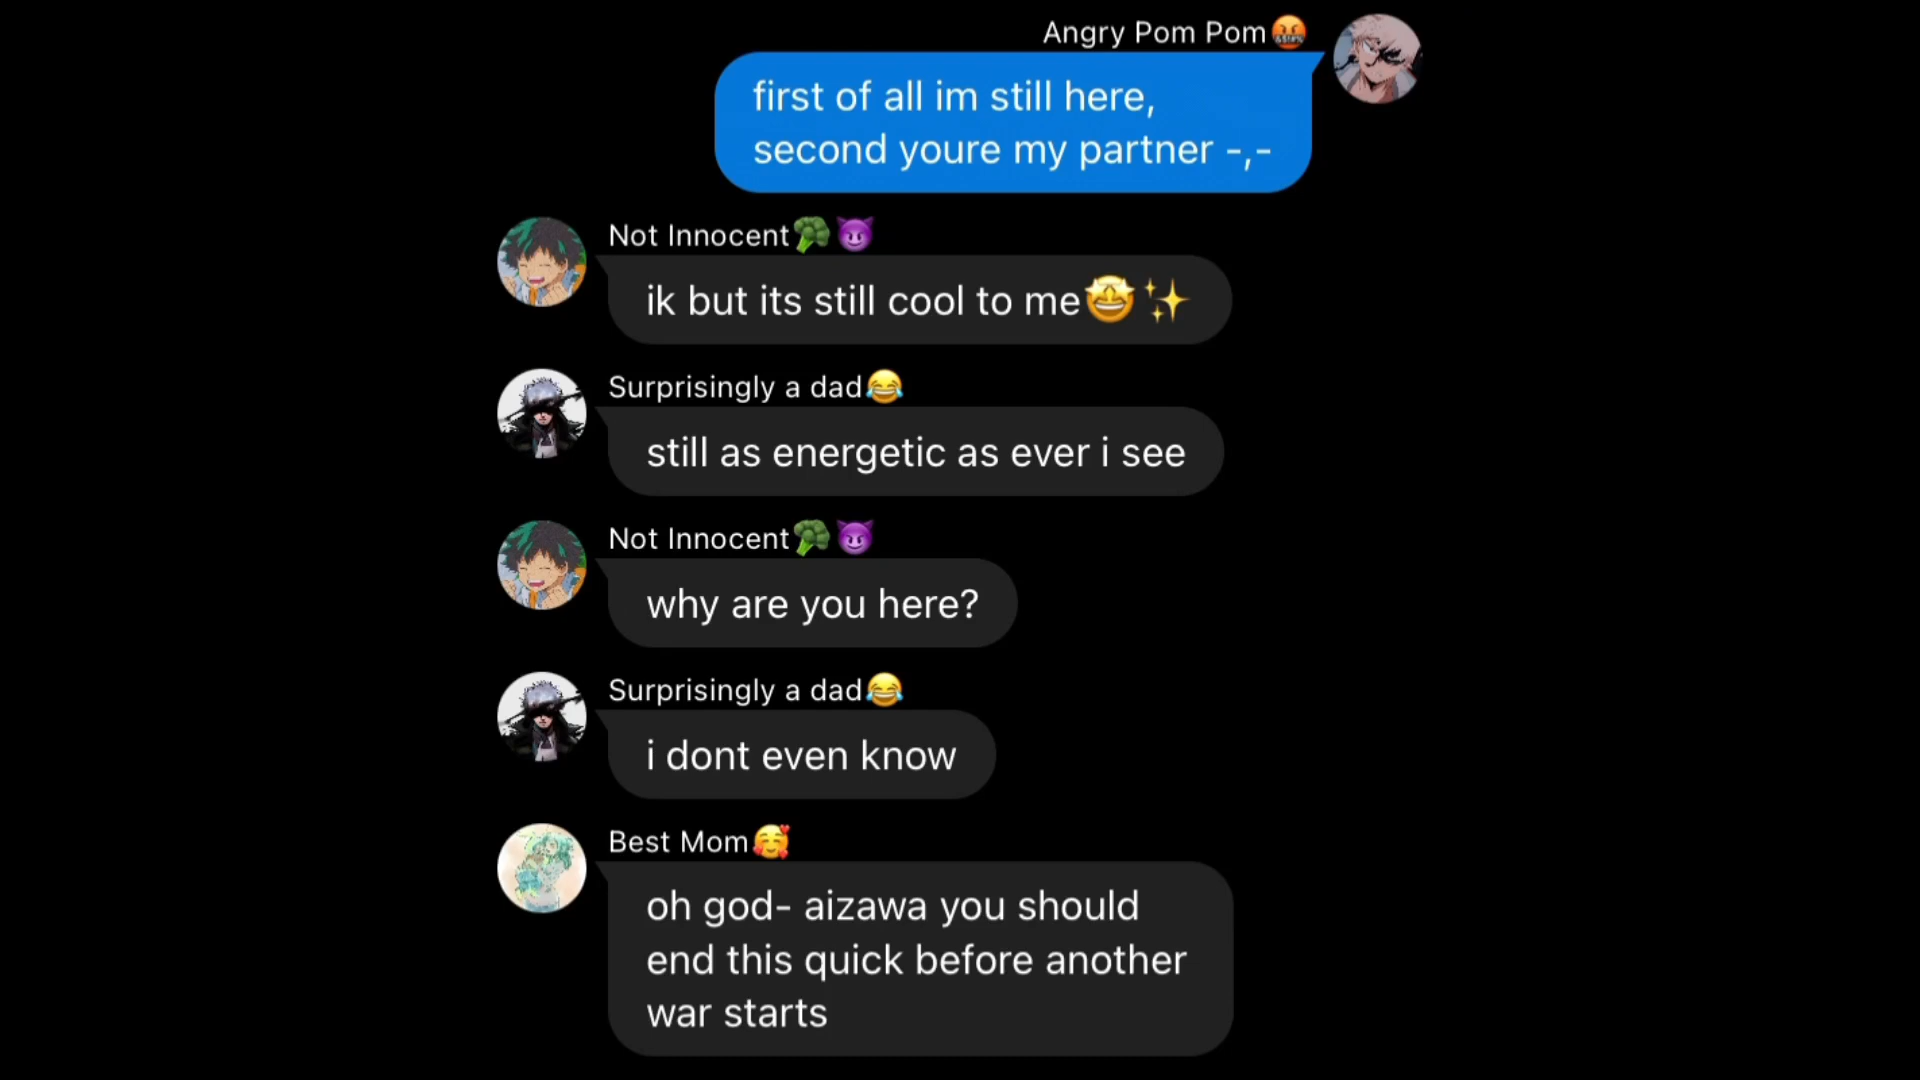 Angry Pom Pom🤬
first of all im still here,
second youre my partner -,-
Not Innocent🥦😈
ik but its still cool to me🤩✨
Surprisingly a dad😂
still as energetic as ever i see
Not Innocent🥦😈
why are you here?
Surprisingly a dad😂
i dont even know
Best Mom🥰
oh god- aizawa you should
end this quick before another
war starts